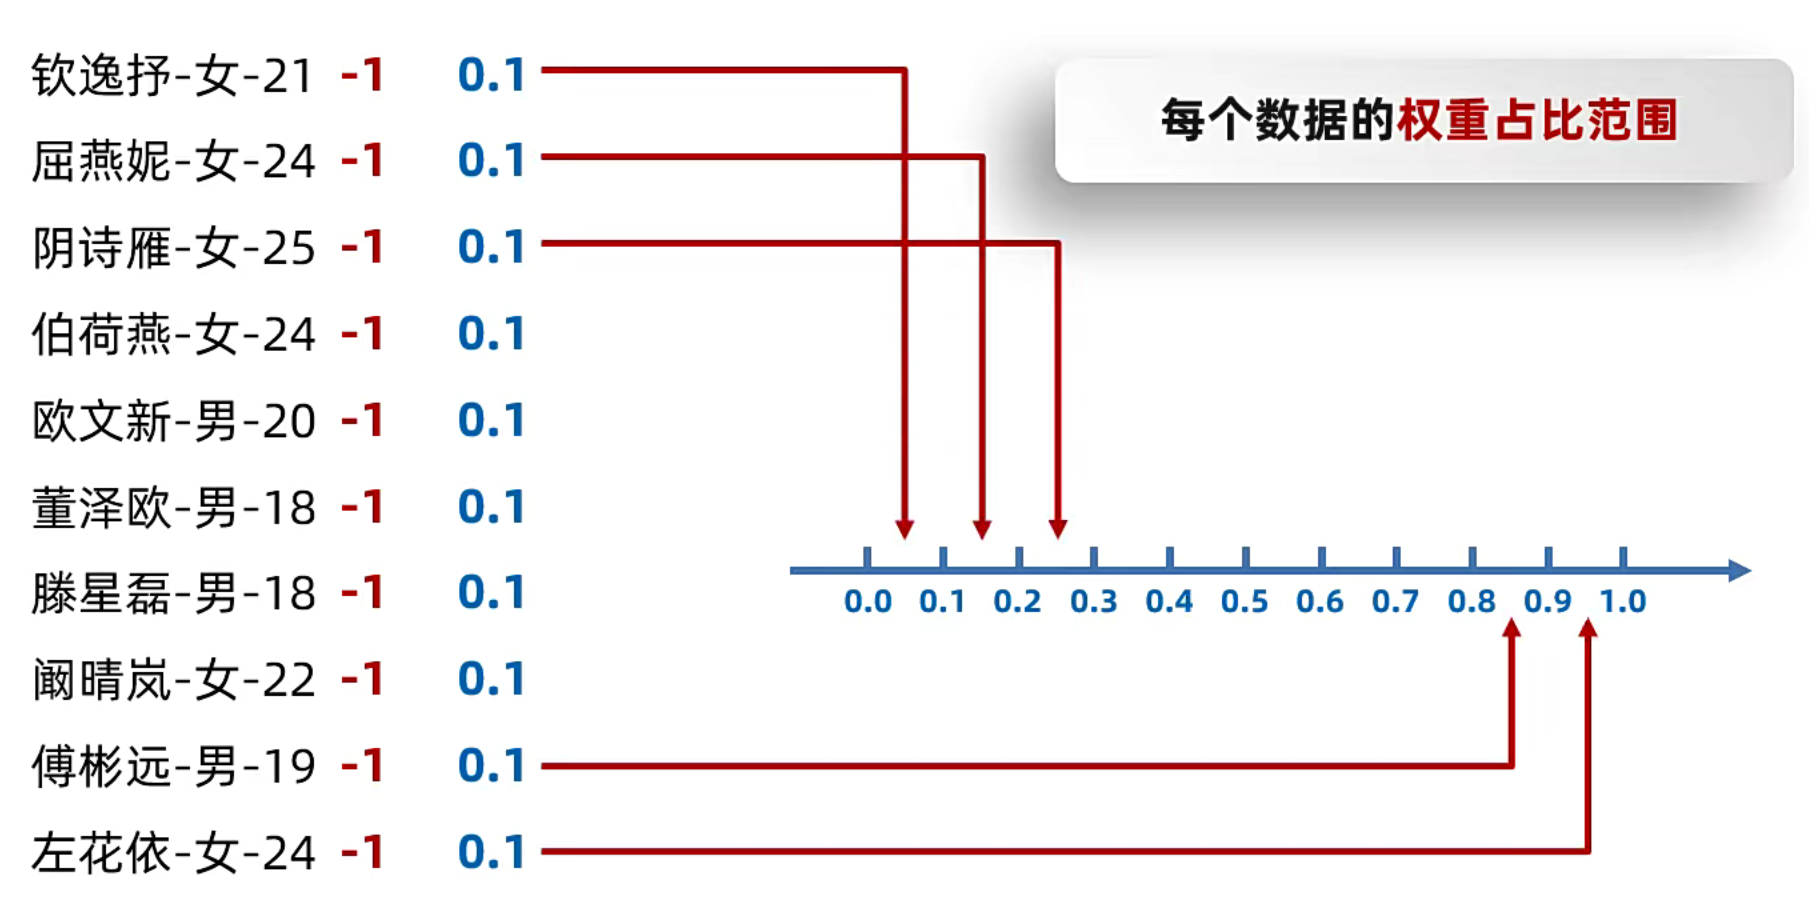 钦逸抒-女-21 -1 0.1
每个数据的权重占比范围
屈燕妮-女-24 -1 0.1
阴诗雁-女-25 -1 0.1
伯荷燕-女-24 -1 0.1
欧文新-男-20 -1 0.1
董泽欧-男-18 -1 0.1
滕星磊-男-18 -1 0.1
0.0 0.1 0.2 0.3 0.4 0.5 0.6 0.7 0.8 0.9 1.0
阚晴岚-女-22 -1 0.1
傅彬远-男-19 -1 0.1
左花依-女-24 -1 0.1